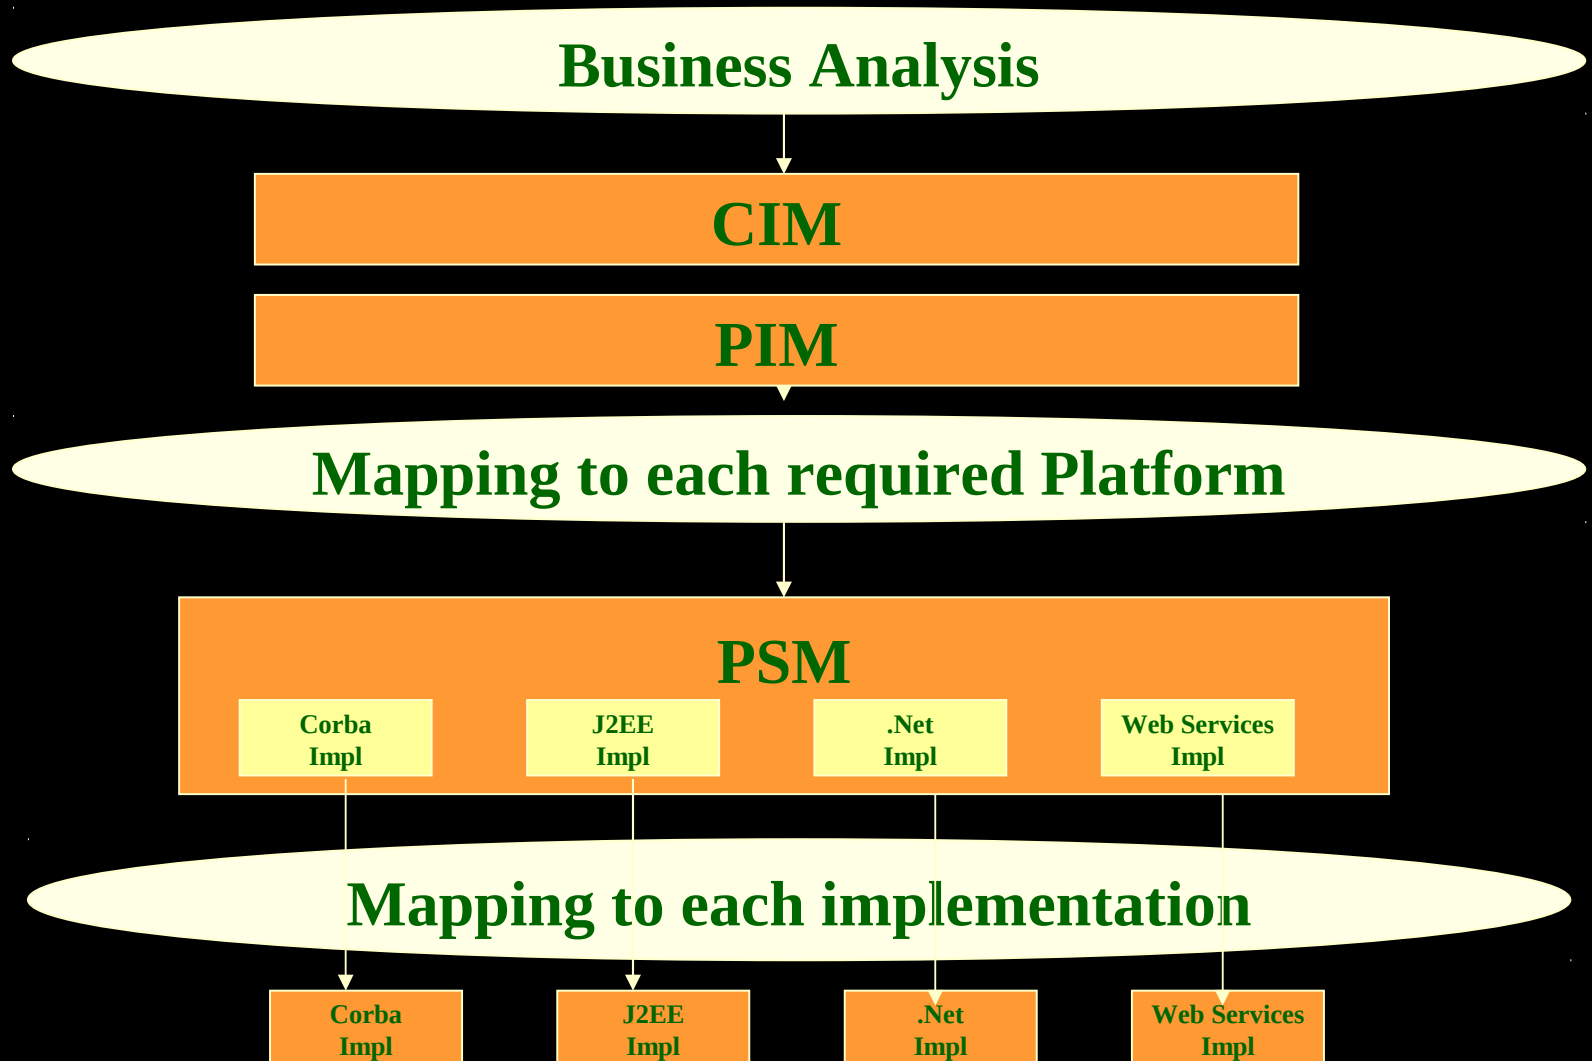 Business Analysis
CIM
PIM
Mapping to each required Platform
PSM
Corba
Impl
J2EE
Impl
.Net
Impl
Web Services
Impl
Mapping to each implementation
Corba
Impl
J2EE
Impl
.Net
Impl
Web Services
Impl